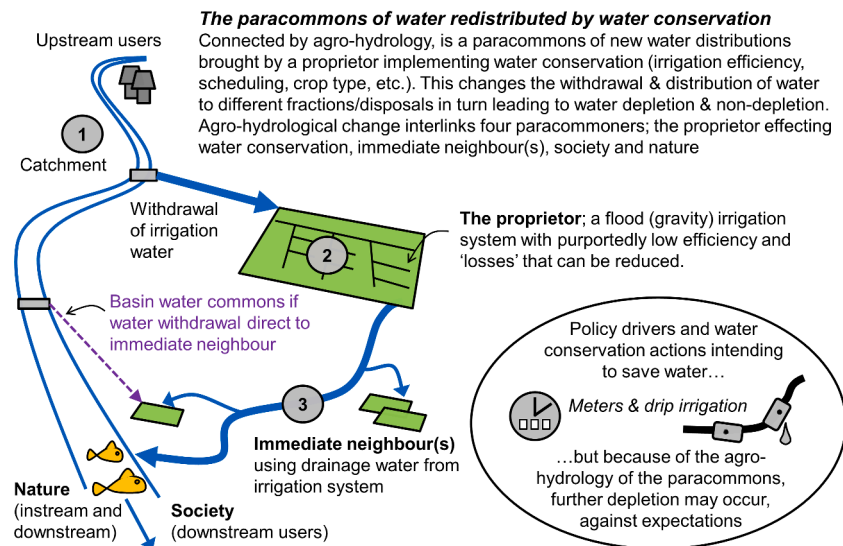 The paracommons of water redistributed by water conservation
Connected by agro-hydrology, is a paracommons of new water distributions
brought by a proprietor implementing water conservation (irrigation efficiency,
scheduling, crop type, etc.). This changes the withdrawal & distribution of water
to different fractions/disposals in turn leading to water depletion & non-depletion.
Agro-hydrological change interlinks four paracommoners; the proprietor effecting
water conservation, immediate neighbour(s), society and nature
Upstream users
1
Catchment
Withdrawal
of irrigation
water
2
The proprietor; a flood (gravity) irrigation
system with purportedly low efficiency and
‘losses’ that can be reduced.
Basin water commons if
water withdrawal direct to
immediate neighbour
3
Immediate neighbour(s)
using drainage water from
irrigation system
Nature
(instream and
downstream)
Society
(downstream users)
Policy drivers and water
conservation actions intending
to save water…
Meters & drip irrigation
…but because of the agro-
hydrology of the paracommons,
further depletion may occur,
against expectations